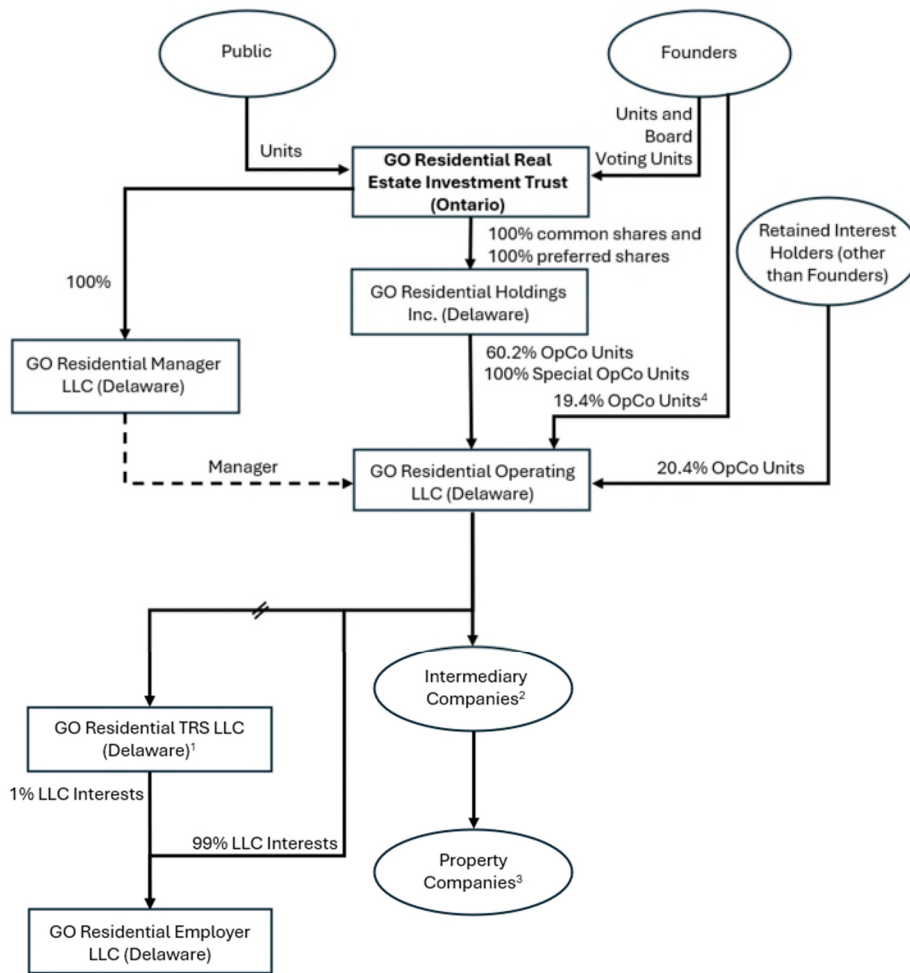 Public
Founders
Units
Units and
Board
Voting Units
GO Residential Real
Estate Investment Trust
(Ontario)
Retained Interest
Holders (other
than Founders)
100%
100% common shares and
100% preferred shares
GO Residential Holdings
Inc. (Delaware)
GO Residential Manager
LLC (Delaware)
60.2% OpCo Units
100% Special OpCo Units
19.4% OpCo Units⁴
Manager
GO Residential Operating
LLC (Delaware)
20.4% OpCo Units
Intermediary
Companies²
GO Residential TRS LLC
(Delaware)¹
1% LLC Interests
99% LLC Interests
Property
Companies³
GO Residential Employer
LLC (Delaware)